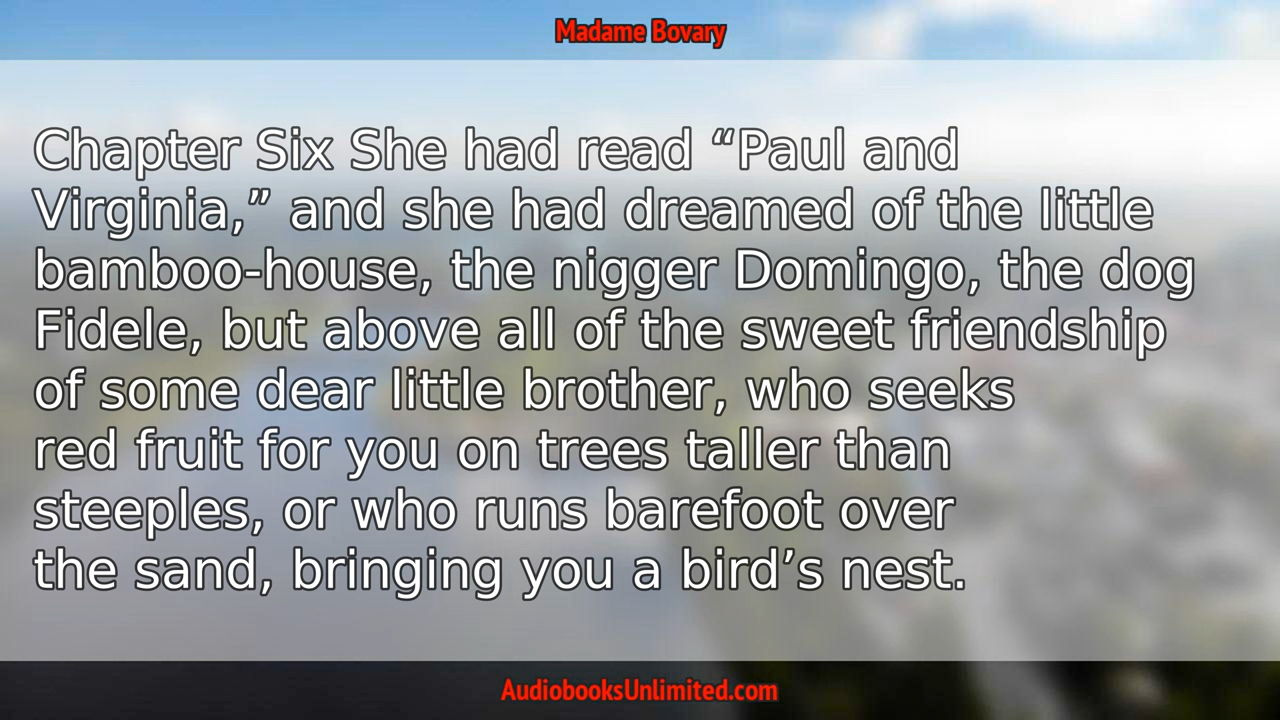 Madame Bovary
Chapter Six She had read “Paul and
Virginia,” and she had dreamed of the little
bamboo-house, the nigger Domingo, the dog
Fidele, but above all of the sweet friendship
of some dear little brother, who seeks
red fruit for you on trees taller than
steeples, or who runs barefoot over
the sand, bringing you a bird’s nest.
AudiobooksUnlimited.com